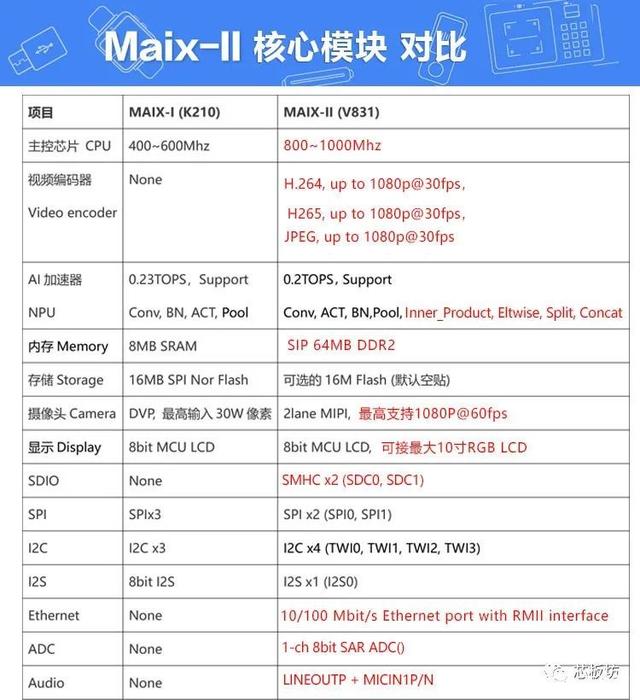 Maix-II 核心模块 对比
项目 MAIX-I (K210) MAIX-II (V831)
主控芯片 CPU 400~600Mhz 800~1000Mhz
视频编码器 None H.264, up to 1080p@30fps,
Video encoder H265, up to 1080p@30fps,
JPEG, up to 1080p@30fps
AI 加速器 0.23TOPS, Support 0.2TOPS, Support
NPU Conv, BN, ACT, Pool Conv, ACT, BN,Pool, Inner_Product, Eltwise, Split, Concat
内存 Memory 8MB SRAM SIP 64MB DDR2
存储 Storage 16MB SPI Nor Flash 可选的 16M Flash (默认空贴)
摄像头 Camera DVP, 最高输入 30W 像素 2lane MIPI, 最高支持1080P@60fps
显示 Display 8bit MCU LCD 8bit MCU LCD, 可接最大10寸RGB LCD
SDIO None SMHC x2 (SDC0, SDC1)
SPI SPIx3 SPI x2 (SPI0, SPI1)
I2C I2C x3 I2C x4 (TWI0, TWI1, TWI2, TWI3)
I2S 8bit I2S I2S x1 (I2S0)
Ethernet None 10/100 Mbit/s Ethernet port with RMII interface
ADC None 1-ch 8bit SAR ADC()
Audio None LINEOUTP + MICIN1P/N
芯板坊